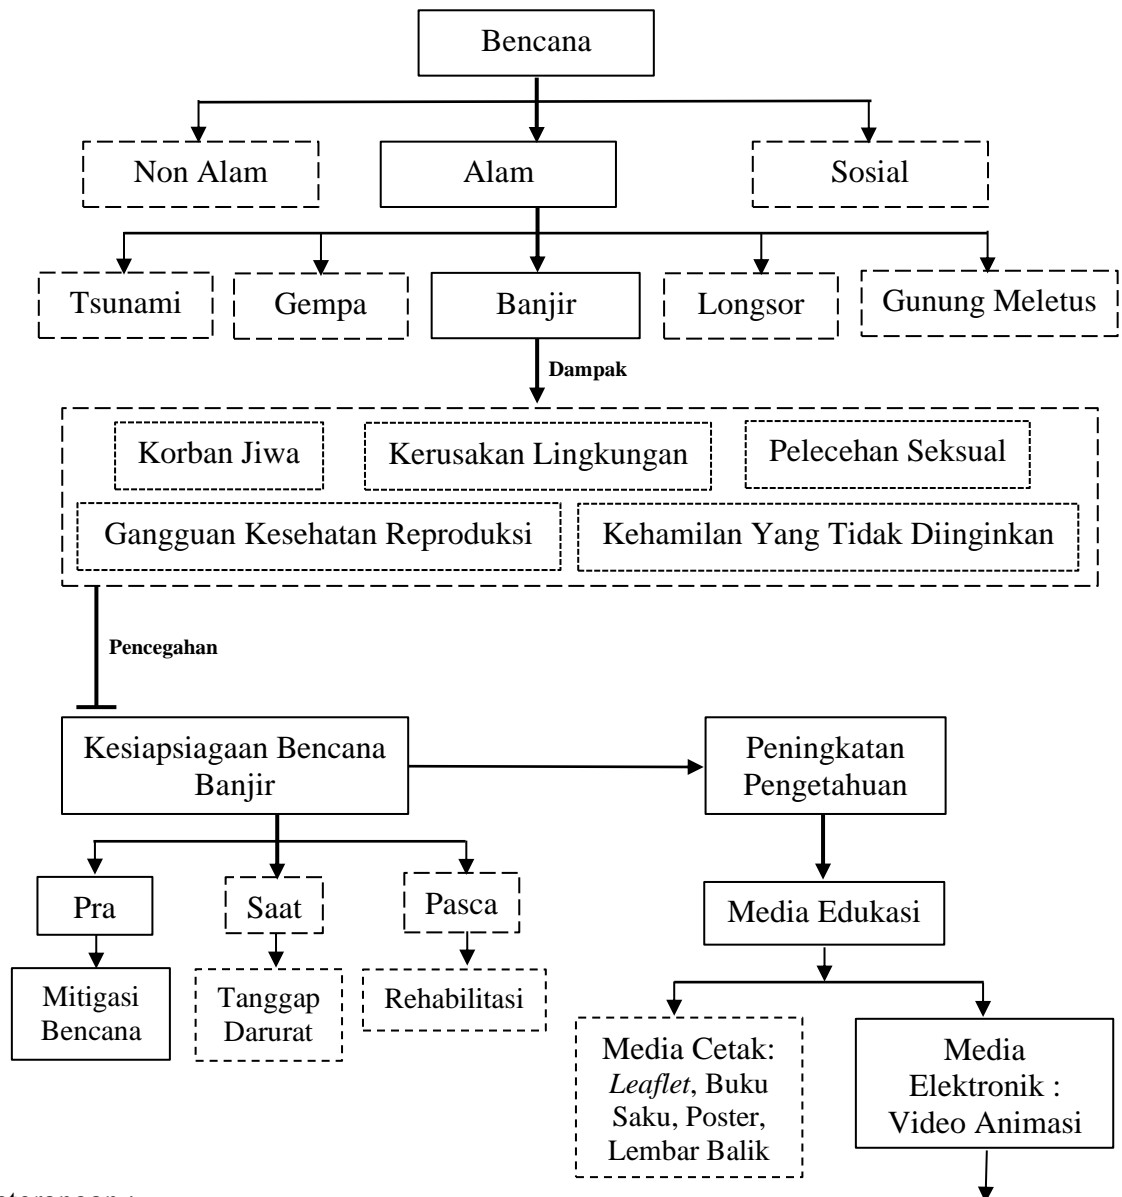 Bencana
Non Alam
Alam
Sosial
Tsunami
Gempa
Banjir
Longsor
Gunung Meletus
Dampak
Korban Jiwa
Kerusakan Lingkungan
Pelecehan Seksual
Gangguan Kesehatan Reproduksi
Kehamilan Yang Tidak Diinginkan
Pencegahan
Kesiapsiagaan Bencana
Banjir
Peningkatan
Pengetahuan
Pra
Saat
Pasca
Media Edukasi
Mitigasi
Bencana
Tanggap
Darurat
Rehabilitasi
Media Cetak:
Leaflet, Buku
Saku, Poster,
Lembar Balik
Media
Elektronik :
Video Animasi